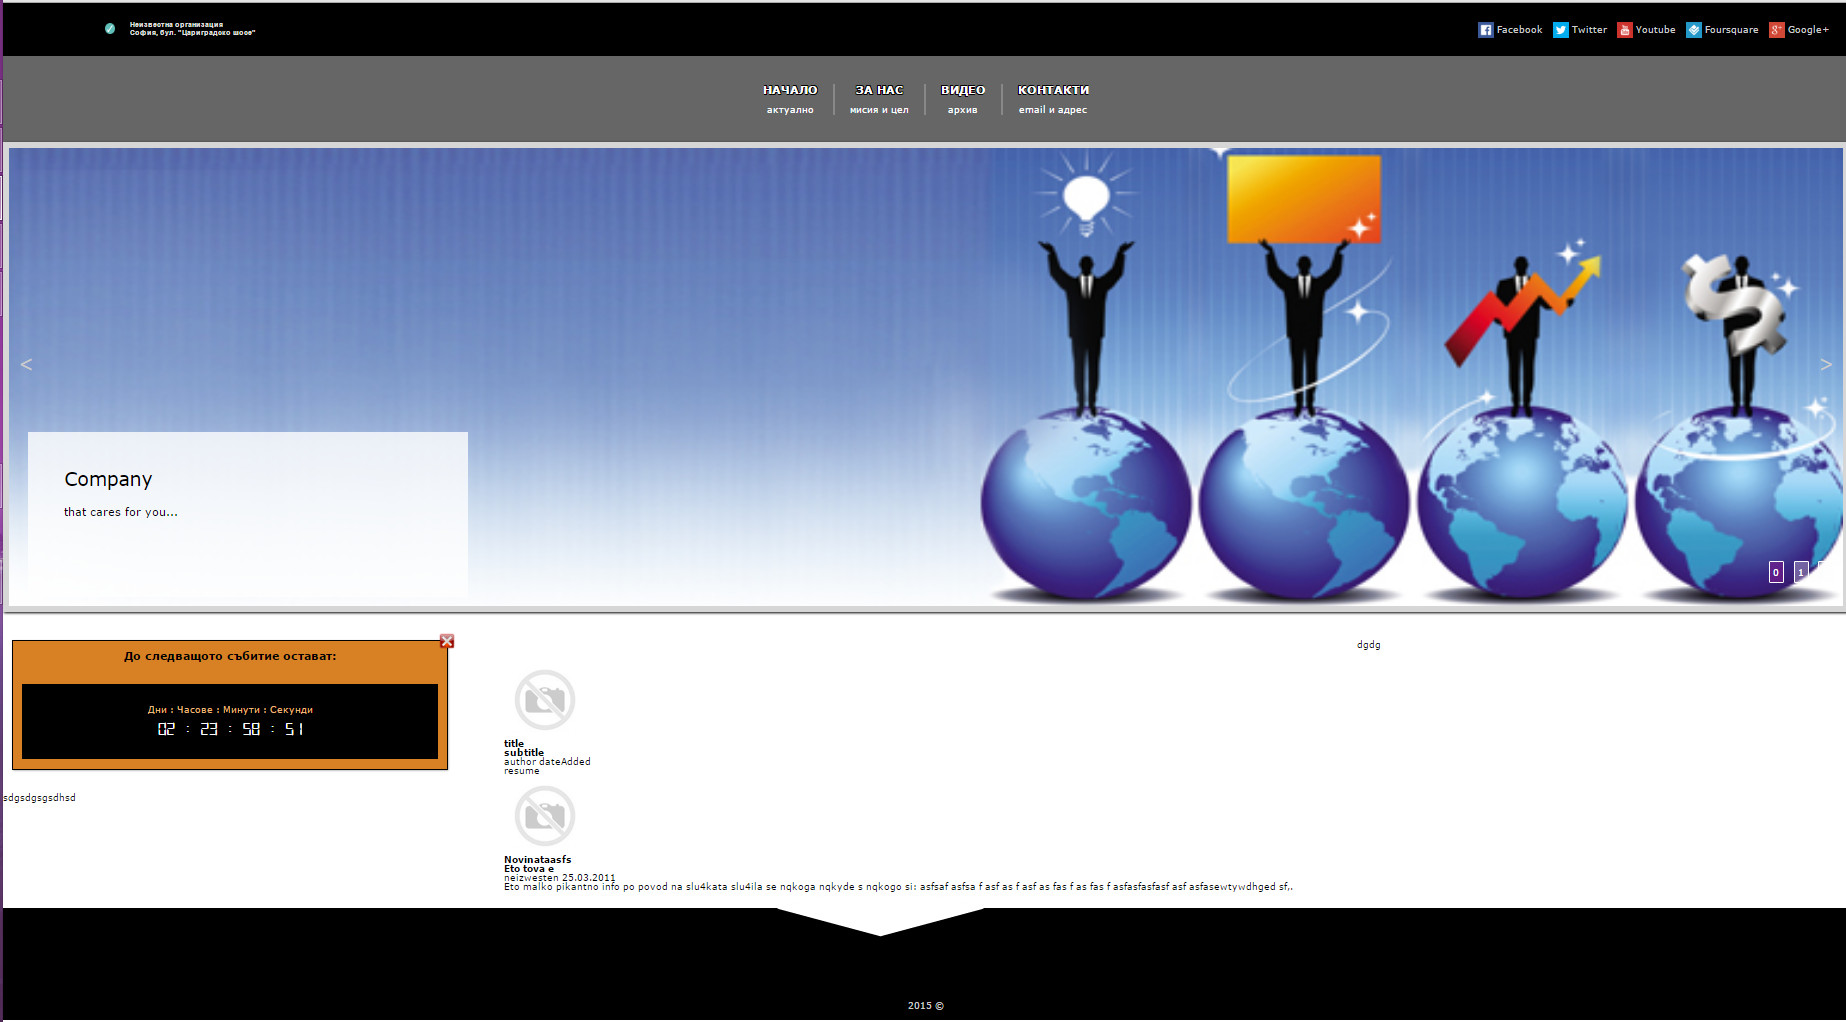 Неизвестна организация
София, бул. "Цариградско шосе"
Facebook Twitter Youtube Foursquare Google+
НАЧАЛО ЗА НАС ВИДЕО КОНТАКТИ
актуално мисия и цел архив email и адрес
<
>
Company
that cares for you...
0 1
До следващото събитие остават:
Дни : Часове : Минути : Секунди
02 : 23 : 58 : 51
sdgsdgsgsdhsd
dgdg
title
subtitle
author dateAdded
resume
Novinataasfs
Eto tova e
neizwesten 25.03.2011
Eto malko pikantno info po povod na slu4kata slu4ila se nqkoga nqkyde s nqkogo si: asfsaf asfsa f asf as f asf as fas f as fas f asfasfasfasf asf asfasewtywdhged sf,.
2015 ©